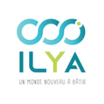 ILYA
UN MONDE NOUVEAU À BÂTIR